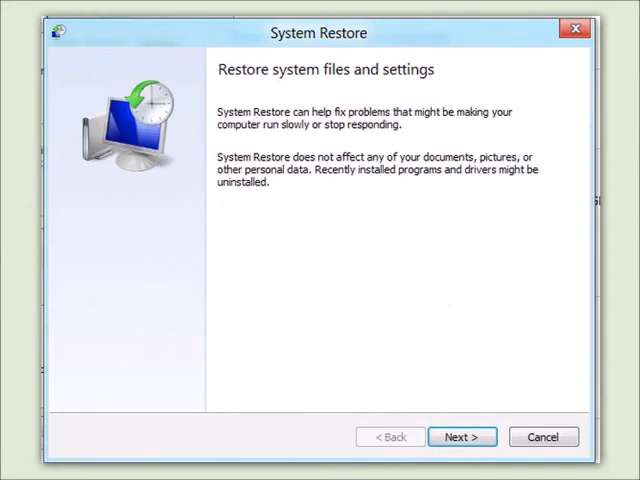 System Restore
Restore system files and settings
System Restore can help fix problems that might be making your
computer run slowly or stop responding.
System Restore does not affect any of your documents, pictures, or
other personal data. Recently installed programs and drivers might be
uninstalled.
< Back
Next >
Cancel